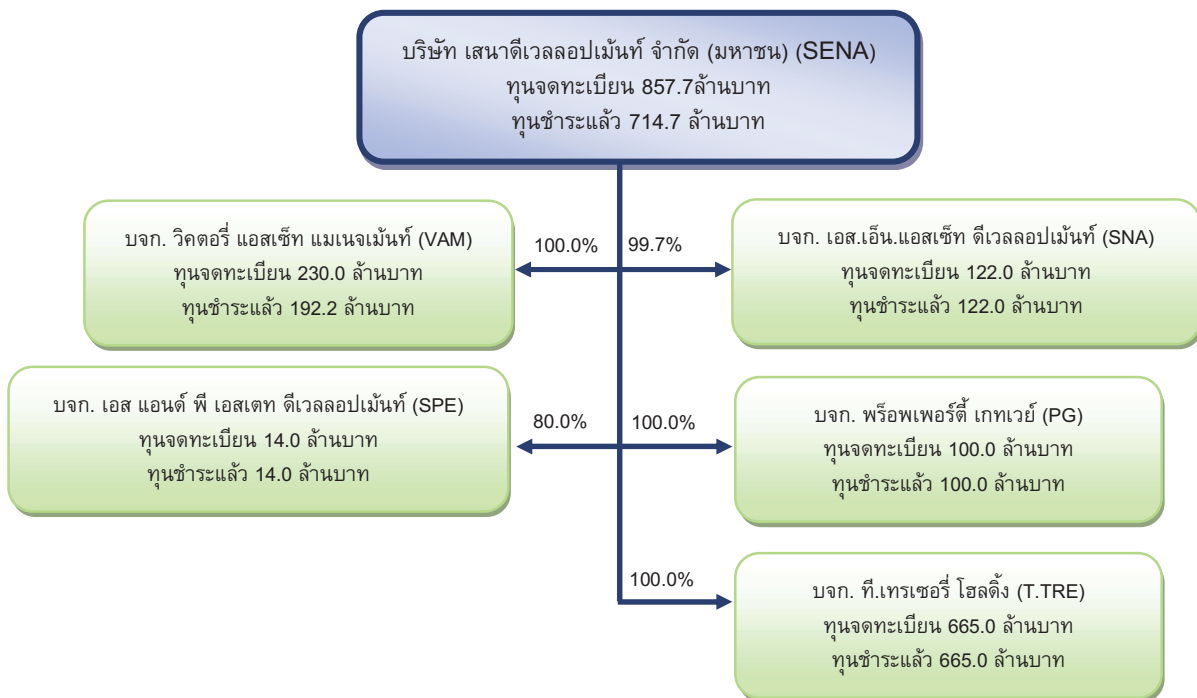 บริษัท เสนาดีเวลลอปเม้นท์ จำกัด (มหาชน) (SENA)
ทุนจดทะเบียน 857.7ล้านบาท
ทุนชำระแล้ว 714.7 ล้านบาท
บจก. วิคตอรี่ แอสเซ็ท แมเนจเม้นท์ (VAM)
ทุนจดทะเบียน 230.0 ล้านบาท
ทุนชำระแล้ว 192.2 ล้านบาท
100.0%
99.7%
บจก. เอส.เอ็น.แอสเซ็ท ดีเวลลอปเม้นท์ (SNA)
ทุนจดทะเบียน 122.0 ล้านบาท
ทุนชำระแล้ว 122.0 ล้านบาท
บจก. เอส แอนด์ พี เอสเตท ดีเวลลอปเม้นท์ (SPE)
ทุนจดทะเบียน 14.0 ล้านบาท
ทุนชำระแล้ว 14.0 ล้านบาท
80.0%
100.0%
บจก. พร็อพเพอร์ตี้ เกทเวย์ (PG)
ทุนจดทะเบียน 100.0 ล้านบาท
ทุนชำระแล้ว 100.0 ล้านบาท
100.0%
บจก. ที.เทรเซอรี่ โฮลดิ้ง (T.TRE)
ทุนจดทะเบียน 665.0 ล้านบาท
ทุนชำระแล้ว 665.0 ล้านบาท